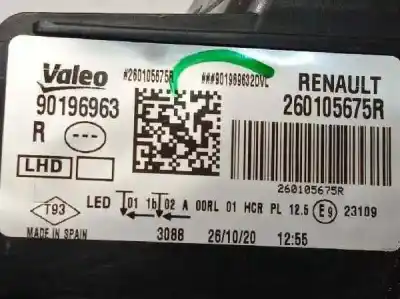 Valeo
#260105675R
###901969632DVL
RENAULT
90196963
260105675R
R
LHD
260105675R
LED 01 1b 02 A 00RL 01 HCR PL 12.5 E9 23109
T93
MADE IN SPAIN
3088 26/10/20 12:55